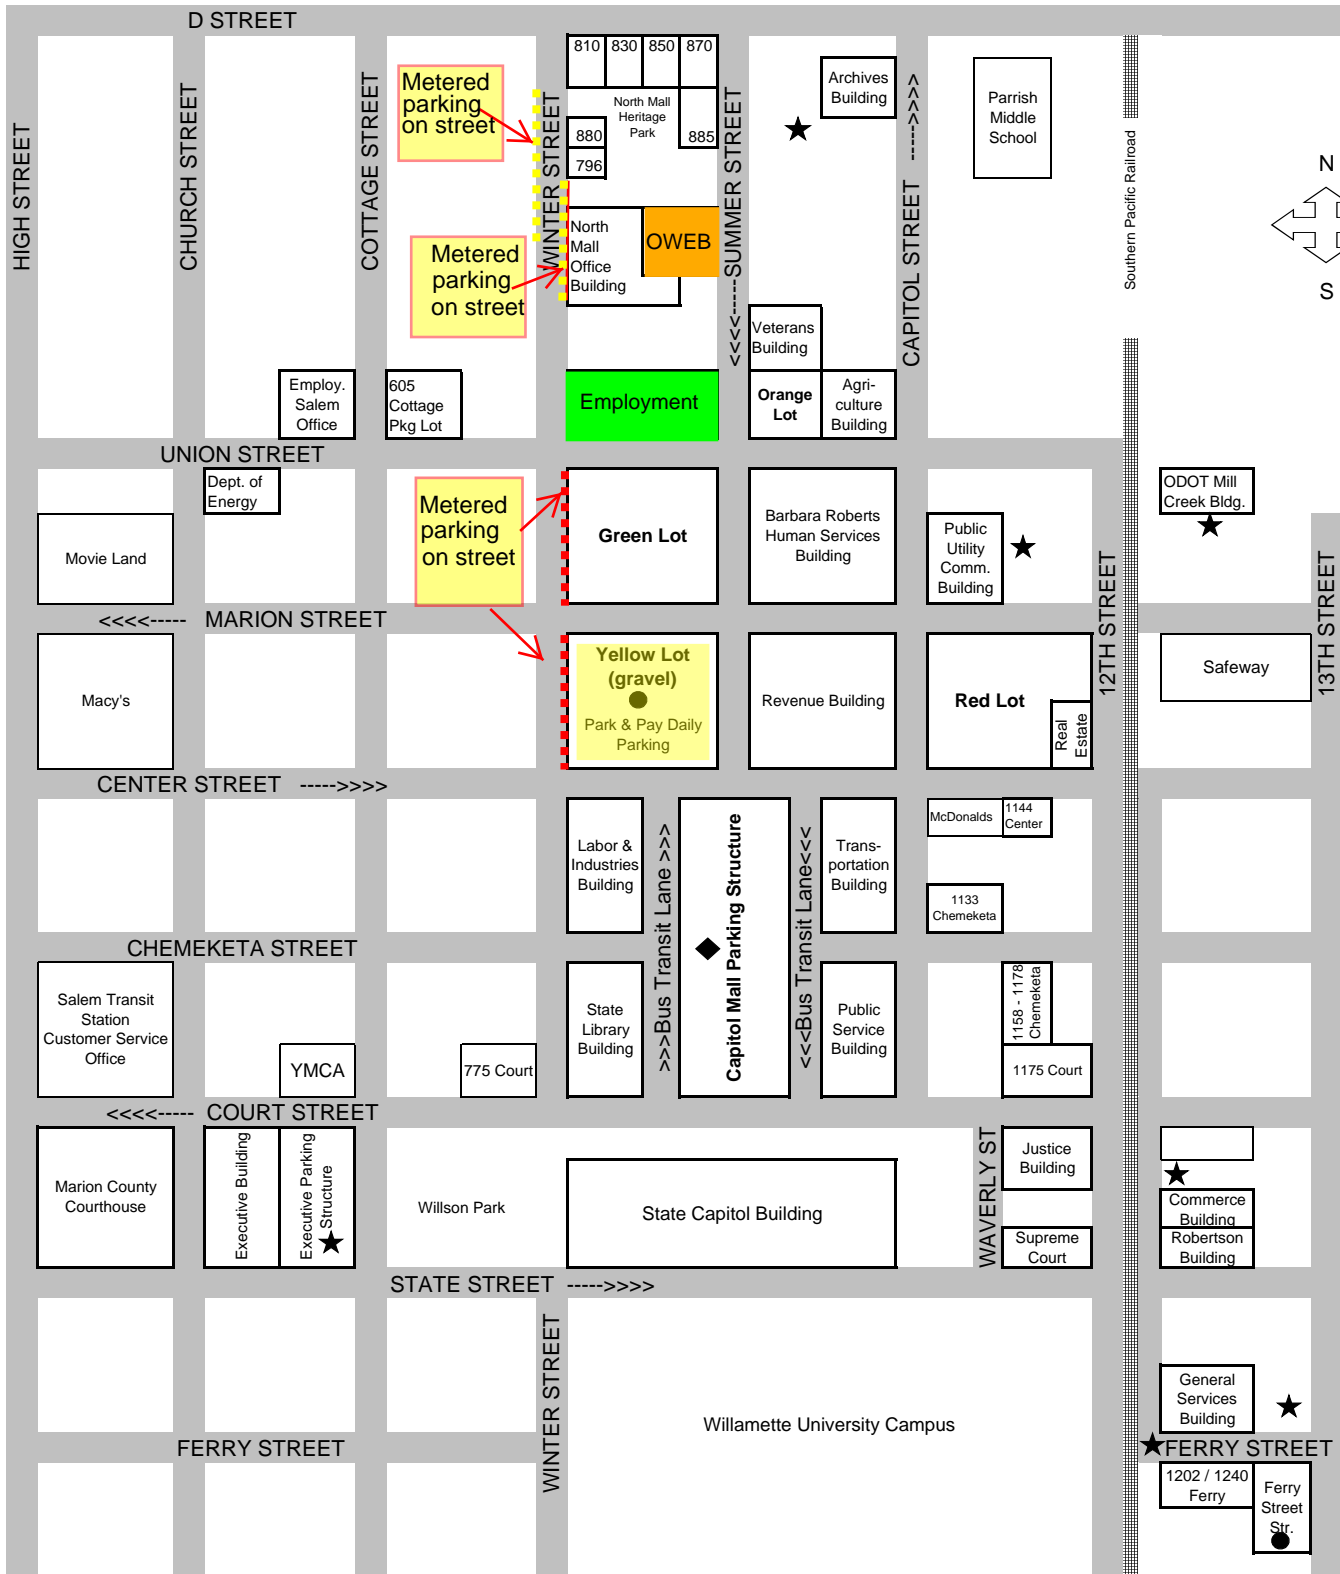 D STREET
HIGH STREET
CHURCH STREET
COTTAGE STREET
WINTER STREET
<<<<-----SUMMER STREET
CAPITOL STREET ----->>>>
Southern Pacific Railroad
N
S
810
830
850
870
North Mall
Heritage
Park
880
796
885
Archives
Building
Parrish
Middle
School
Metered
parking
on street
Metered
parking
on street
North
Mall
Office
Building
OWEB
Veterans
Building
Employ.
Salem
Office
605
Cottage
Pkg Lot
Employment
Orange
Lot
Agri-
culture
Building
UNION STREET
Dept. of
Energy
Movie Land
Metered
parking
on street
Green Lot
Barbara Roberts
Human Services
Building
Public
Utility
Comm.
Building
ODOT Mill
Creek Bldg.
12TH STREET
13TH STREET
<<<<----- MARION STREET
Macy's
Yellow Lot
(gravel)
Park & Pay Daily
Parking
Revenue Building
Red Lot
Real
Estate
Safeway
CENTER STREET ----->>>>
Labor &
Industries
Building
>>>Bus Transit Lane >>>
Capitol Mall Parking Structure
<<<Bus Transit Lane<<<
Trans-
portation
Building
McDonalds
1144
Center
1133
Chemeketa
CHEMEKETA STREET
Salem Transit
Station
Customer Service
Office
YMCA
775 Court
State
Library
Building
Public
Service
Building
1158 - 1178
Chemeketa
1175 Court
<<<<----- COURT STREET
Marion County
Courthouse
Executive Building
Executive Parking
Structure
Willson Park
State Capitol Building
WAVERLY ST
Justice
Building
Supreme
Court
Commerce
Building
Robertson
Building
STATE STREET ----->>>>
WINTER STREET
Willamette University Campus
General
Services
Building
FERRY STREET
FERRY STREET
1202 / 1240
Ferry
Ferry
Street
Str.